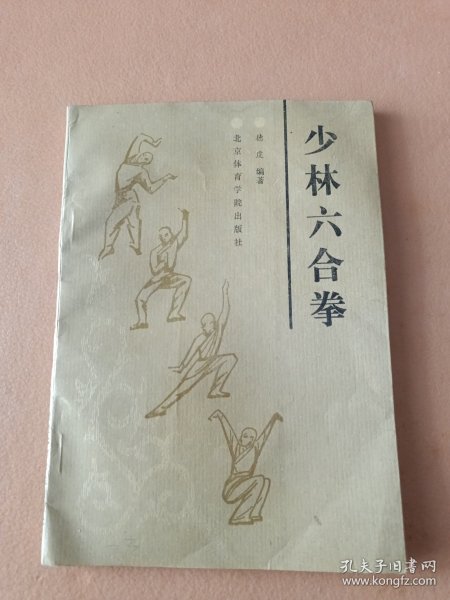 少林六合拳
德虔 编著
北京体育学院出版社
孔夫子旧书网
www.kongfz.com